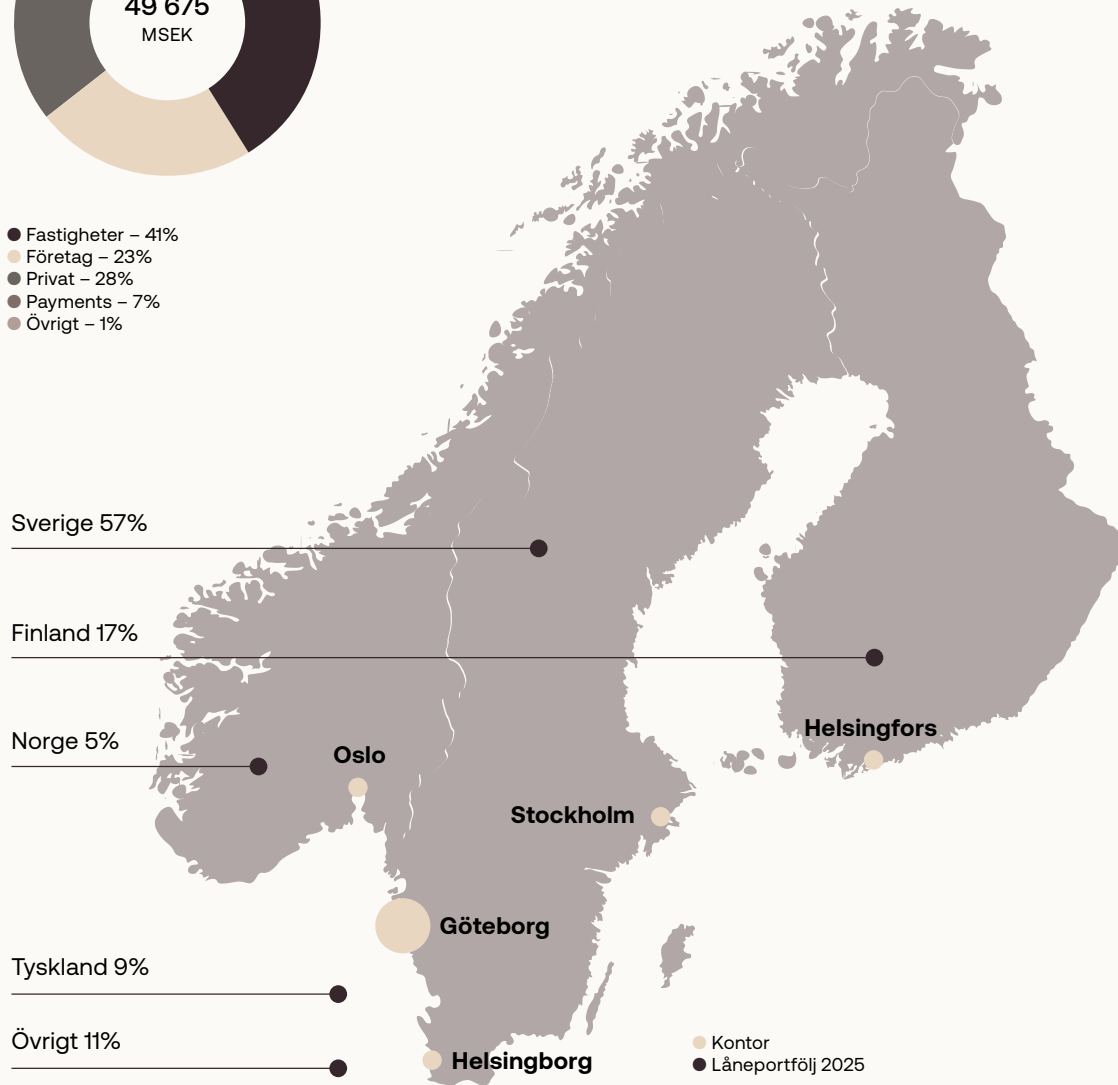 49 675
MSEK
Fastigheter – 41%
Företag – 23%
Privat – 28%
Payments – 7%
Övrigt – 1%
Sverige 57%
Finland 17%
Helsingfors
Norge 5%
Oslo
Stockholm
Göteborg
Tyskland 9%
Övrigt 11%
Helsingborg
Kontor
Låneportfölj 2025